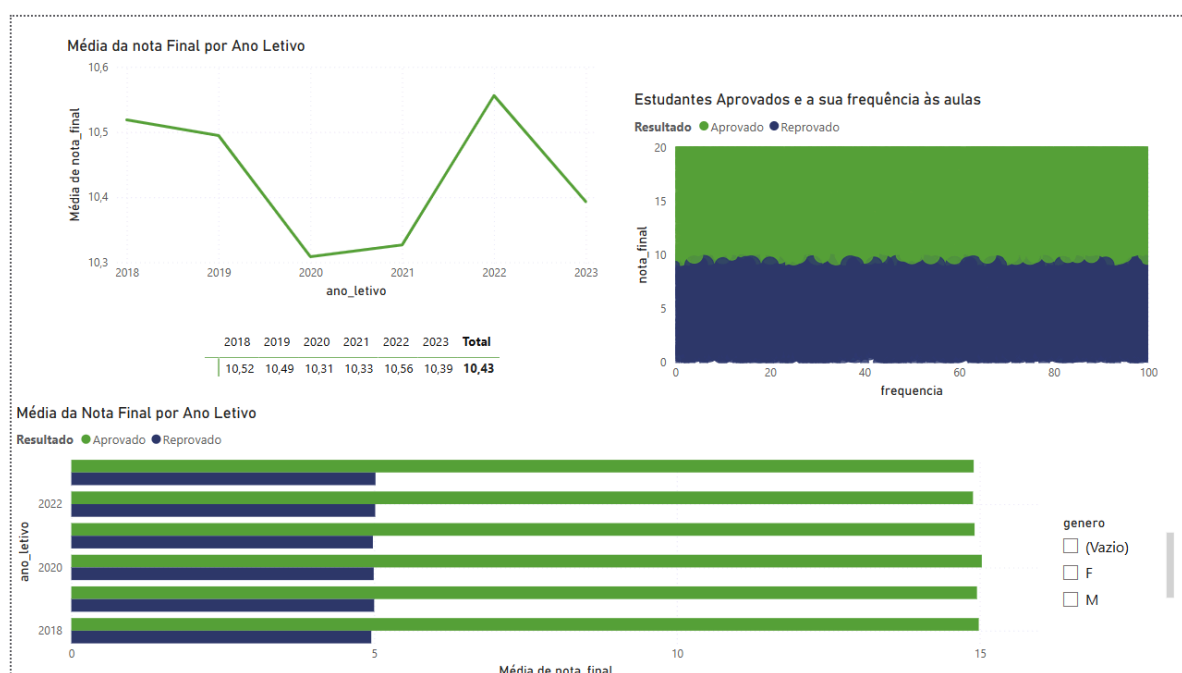 Média da nota Final por Ano Letivo
10,6
10,5
10,4
10,3
Média de nota_final
2018 2019 2020 2021 2022 2023
ano_letivo
2018 2019 2020 2021 2022 2023 Total
10,52 10,49 10,31 10,33 10,56 10,39 10,43
Estudantes Aprovados e a sua frequência às aulas
Resultado Aprovado Reprovado
20
15
10
5
0
nota_final
0 20 40 60 80 100
frequencia
Média da Nota Final por Ano Letivo
Resultado Aprovado Reprovado
2022
2020
2018
ano_letivo
0 5 10 15
Média de nota_final
genero
(Vazio)
F
M